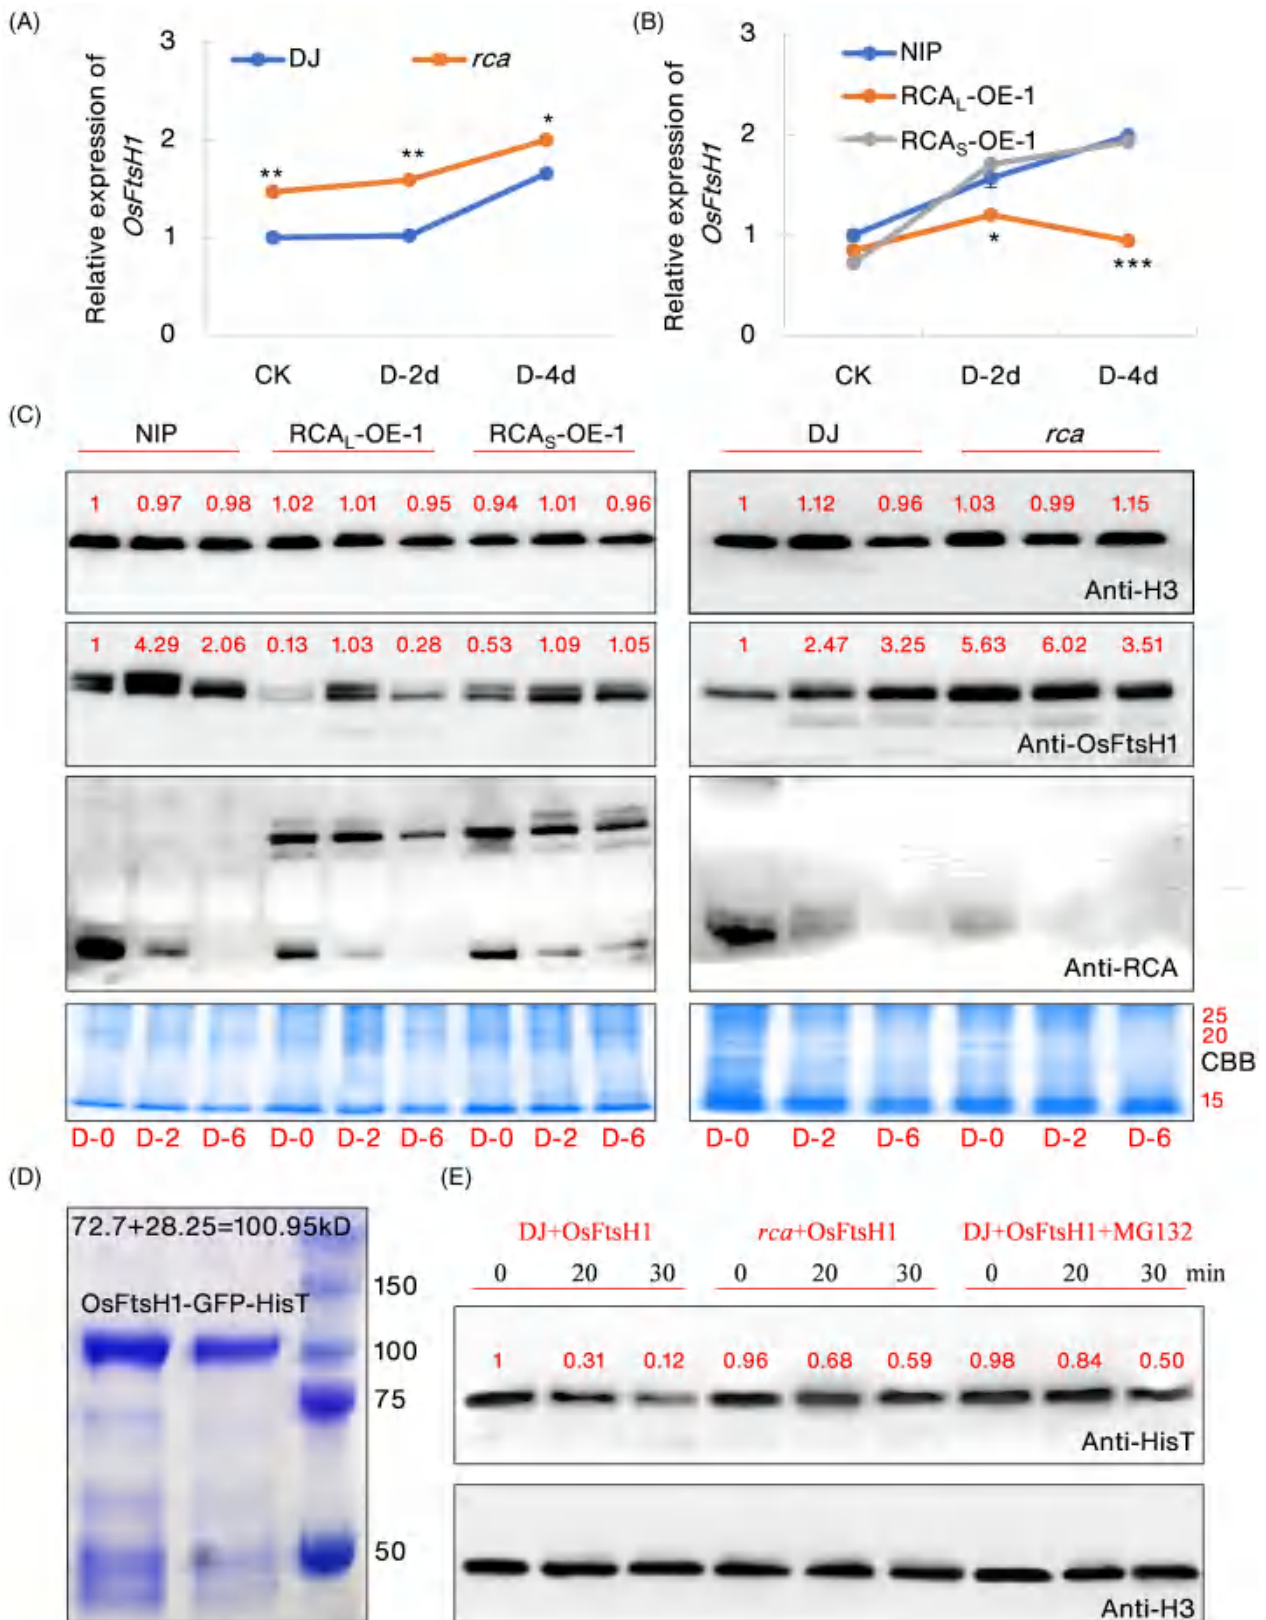 (A)
Relative expression of
OsFtsH1
3
2
1
0
DJ
rca
**
**
*
CK D-2d D-4d
(B)
Relative expression of
OsFtsH1
3
2
1
0
NIP
RCAL-OE-1
RCAS-OE-1
*
***
CK D-2d D-4d
(C)
NIP RCAL-OE-1 RCAS-OE-1 DJ rca
1 0.97 0.98 1.02 1.01 0.95 0.94 1.01 0.96 1 1.12 0.96 1.03 0.99 1.15
Anti-H3
1 4.29 2.06 0.13 1.03 0.28 0.53 1.09 1.05 1 2.47 3.25 5.63 6.02 3.51
Anti-OsFtsH1
Anti-RCA
25
20
CBB
15
D-0 D-2 D-6 D-0 D-2 D-6 D-0 D-2 D-6 D-0 D-2 D-6 D-0 D-2 D-6
(D)
72.7+28.25=100.95kD
OsFtsH1-GFP-HisT
150
100
75
50
(E)
DJ+OsFtsH1 rca+OsFtsH1 DJ+OsFtsH1+MG132
0 20 30 0 20 30 0 20 30 min
1 0.31 0.12 0.96 0.68 0.59 0.98 0.84 0.50
Anti-HisT
Anti-H3